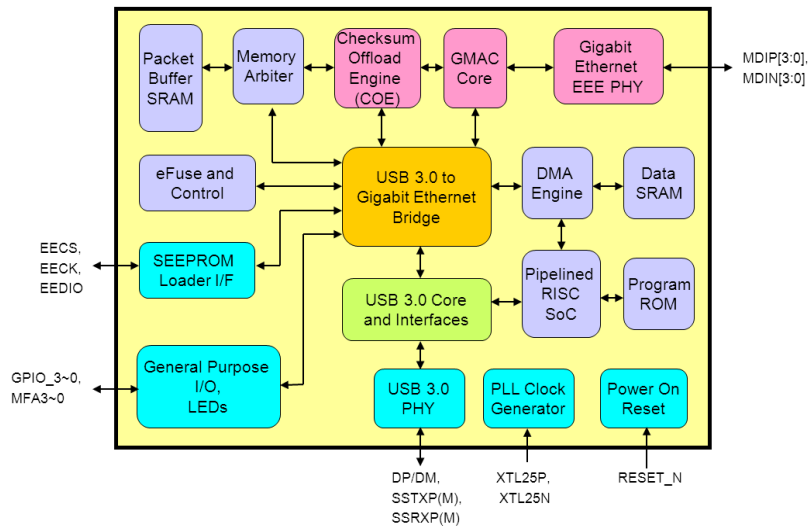 Packet
Buffer
SRAM
Memory
Arbiter
Checksum
Offload
Engine
(COE)
GMAC
Core
Gigabit
Ethernet
EEE PHY
MDIP[3:0],
MDIN[3:0]
eFuse and
Control
USB 3.0 to
Gigabit Ethernet
Bridge
DMA
Engine
Data
SRAM
EECS,
EECK,
EEDIO
SEEPROM
Loader I/F
USB 3.0 Core
and Interfaces
Pipelined
RISC
SoC
Program
ROM
GPIO_3~0,
MFA3~0
General Purpose
I/O,
LEDs
USB 3.0
PHY
PLL Clock
Generator
Power On
Reset
DP/DM,
SSTXP(M),
SSRXP(M)
XTL25P,
XTL25N
RESET_N